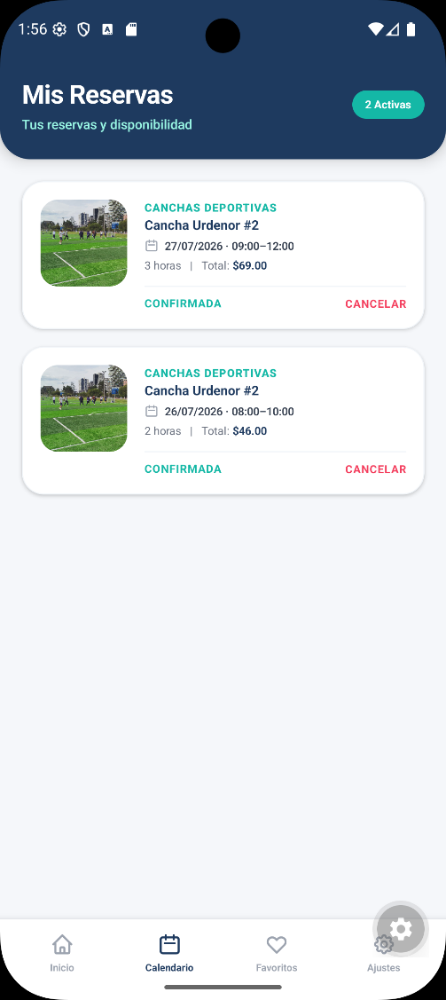 1:56
Mis Reservas
Tus reservas y disponibilidad
2 Activas
CANCHAS DEPORTIVAS
Cancha Urdenor #2
27/07/2026 · 09:00–12:00
3 horas | Total: $69.00
CONFIRMADA CANCELAR
CANCHAS DEPORTIVAS
Cancha Urdenor #2
26/07/2026 · 08:00–10:00
2 horas | Total: $46.00
CONFIRMADA CANCELAR
Inicio Calendario Favoritos Ajustes